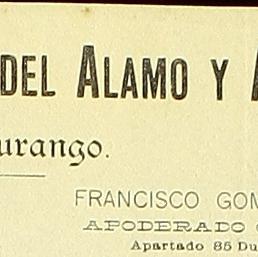 DEL ALAMO Y
urango.
FRANCISCO GOM
APODERADO
Apartado 85 Du